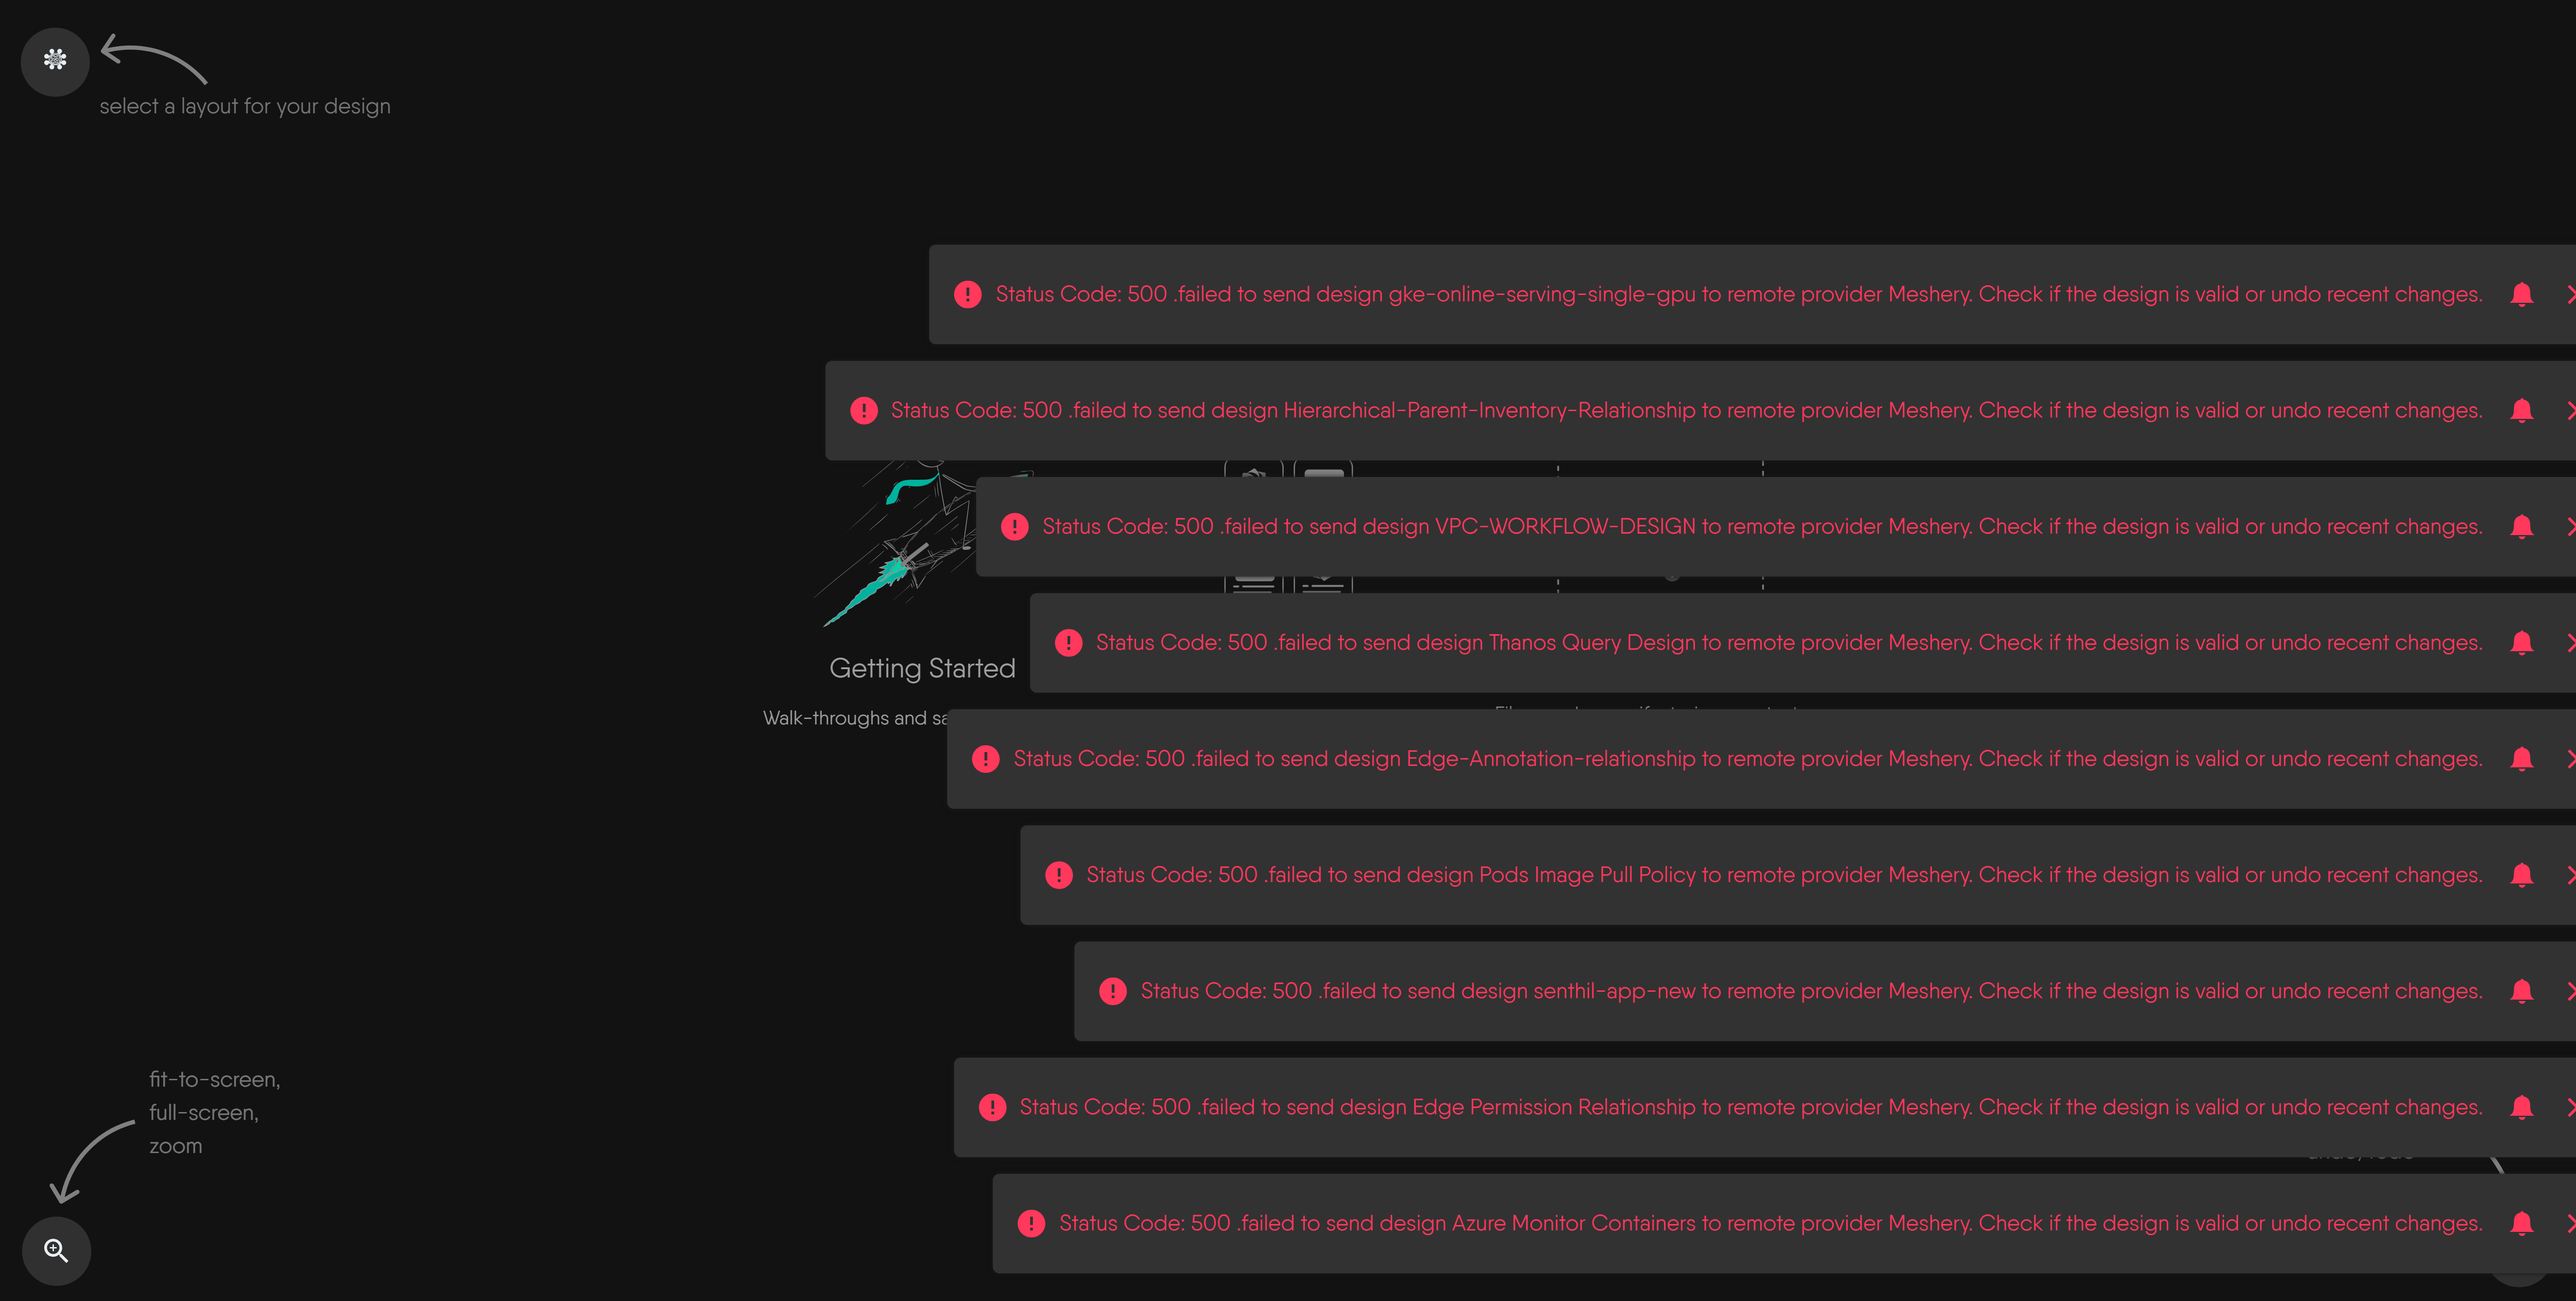 select a layout for your design
Status Code: 500 .failed to send design gke-online-serving-single-gpu to remote provider Meshery. Check if the design is valid or undo recent changes.
Status Code: 500 .failed to send design Hierarchical-Parent-Inventory-Relationship to remote provider Meshery. Check if the design is valid or undo recent changes.
Status Code: 500 .failed to send design VPC-WORKFLOW-DESIGN to remote provider Meshery. Check if the design is valid or undo recent changes.
Status Code: 500 .failed to send design Thanos Query Design to remote provider Meshery. Check if the design is valid or undo recent changes.
Getting Started
Walk-throughs and
Status Code: 500 .failed to send design Edge-Annotation-relationship to remote provider Meshery. Check if the design is valid or undo recent changes.
Status Code: 500 .failed to send design Pods Image Pull Policy to remote provider Meshery. Check if the design is valid or undo recent changes.
Status Code: 500 .failed to send design senthil-app-new to remote provider Meshery. Check if the design is valid or undo recent changes.
fit-to-screen,
full-screen,
zoom
Status Code: 500 .failed to send design Edge Permission Relationship to remote provider Meshery. Check if the design is valid or undo recent changes.
Status Code: 500 .failed to send design Azure Monitor Containers to remote provider Meshery. Check if the design is valid or undo recent changes.